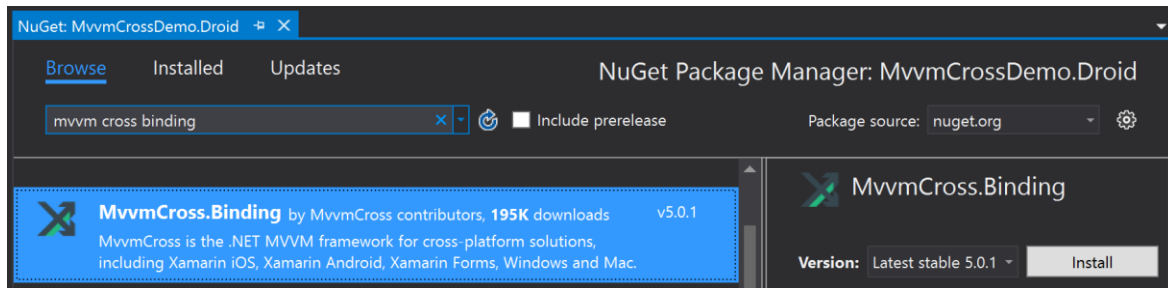 NuGet: MvvmCrossDemo.Droid
Browse Installed Updates
NuGet Package Manager: MvvmCrossDemo.Droid
mvvm cross binding
Include prerelease
Package source: nuget.org
MvvmCross.Binding by MvvmCross contributors, 195K downloads v5.0.1
MvvmCross is the .NET MVVM framework for cross-platform solutions,
including Xamarin iOS, Xamarin Android, Xamarin Forms, Windows and Mac.
MvvmCross.Binding
Version: Latest stable 5.0.1 Install